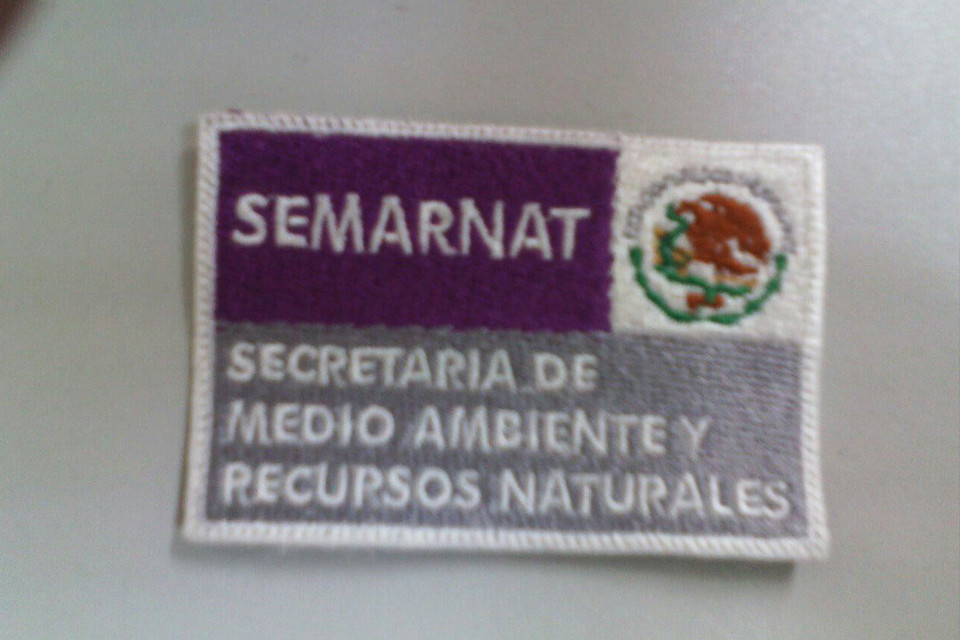 SEMARNAT
SECRETARIA DE
MEDIO AMBIENTE Y
RECURSOS NATURALES